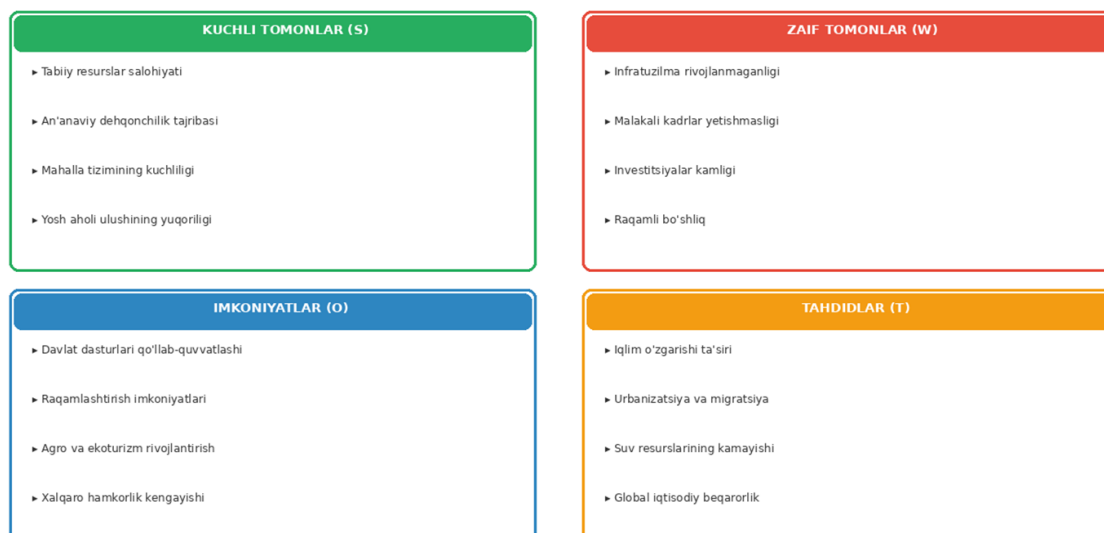 KUCHLI TOMONLAR (S)
▸ Tabiiy resurslar salohiyati
▸ An'anaviy dehqonchilik tajribasi
▸ Mahalla tizimining kuchliligi
▸ Yosh aholi ulushining yuqoriligi
ZAIF TOMONLAR (W)
▸ Infratuzilma rivojlanmaganligi
▸ Malakali kadrlar yetishmasligi
▸ Investitsiyalar kamligi
▸ Raqamli bo'shliq
IMKONIYATLAR (O)
▸ Davlat dasturlari qo'llab-quvvatlashi
▸ Raqamlashtirish imkoniyatlari
▸ Agro va ekoturizm rivojlantirish
▸ Xalqaro hamkorlik kengayishi
TAHDIDLAR (T)
▸ Iqlim o'zgarishi ta'siri
▸ Urbanizatsiya va migratsiya
▸ Suv resurslarining kamayishi
▸ Global iqtisodiy beqarorlik